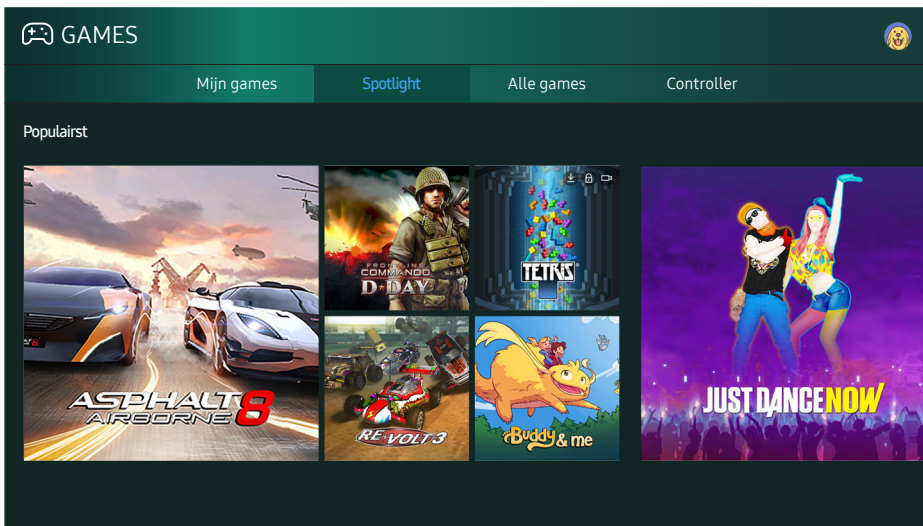 GAMES
Mijn games
Spotlight
Alle games
Controller
Populairst
ASPHALT 8
AIRBORNE
FRONTLINE
COMMANDO
D★DAY
TETRIS
RE-VOLT 3
Buddy & me
JUST DANCE NOW